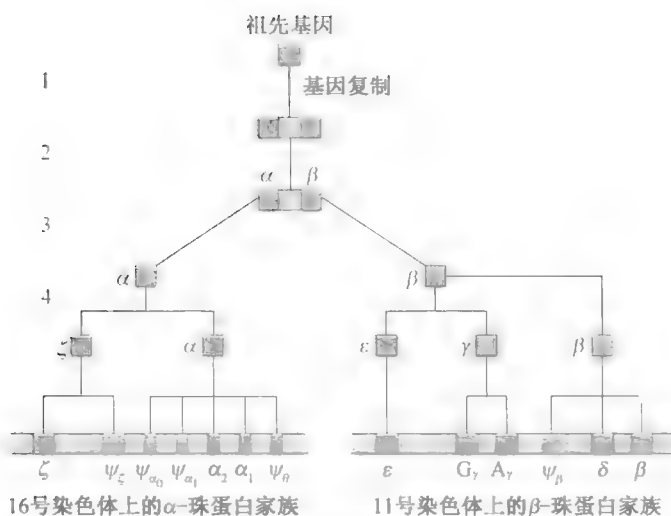 祖先基因
1
基因复制
2
α β
3
α β
4
ζ α ε γ β
ζ ψζ ψα2 ψα1 α2 α1 ψθ ε Gγ Aγ ψβ δ β
16号染色体上的α-珠蛋白家族 11号染色体上的β-珠蛋白家族